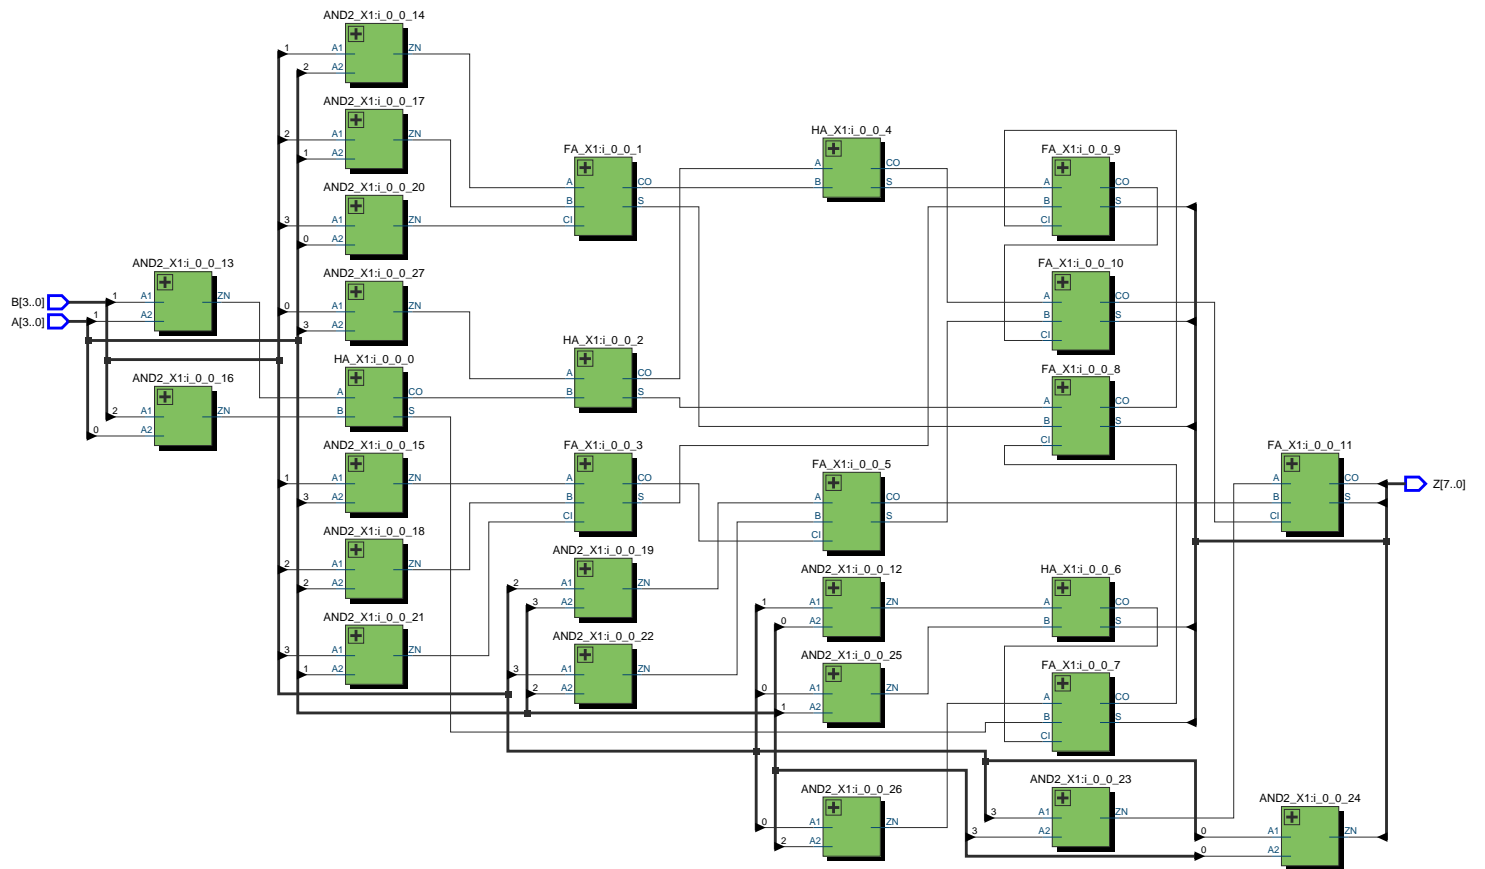 AND2_X1:i_0_0_14
1 A1 ZN
2 A2
AND2_X1:i_0_0_17
2 A1 ZN
1 A2
AND2_X1:i_0_0_20
3 A1 ZN
0 A2
AND2_X1:i_0_0_27
0 A1 ZN
3 A2
HA_X1:i_0_0_0
A CO
B S
AND2_X1:i_0_0_15
1 A1 ZN
3 A2
AND2_X1:i_0_0_18
2 A1 ZN
2 A2
AND2_X1:i_0_0_21
3 A1 ZN
1 A2
B[3..0]
A[3..0]
AND2_X1:i_0_0_13
1 A1 ZN
1 A2
AND2_X1:i_0_0_16
2 A1 ZN
0 A2
FA_X1:i_0_0_1
A CO
B S
CI
HA_X1:i_0_0_2
A CO
B S
FA_X1:i_0_0_3
A CO
B S
CI
AND2_X1:i_0_0_19
2 A1 ZN
3 A2
AND2_X1:i_0_0_22
3 A1 ZN
2 A2
HA_X1:i_0_0_4
A CO
B S
FA_X1:i_0_0_5
A CO
B S
CI
AND2_X1:i_0_0_12
1 A1 ZN
0 A2
AND2_X1:i_0_0_25
0 A1 ZN
1 A2
AND2_X1:i_0_0_26
0 A1 ZN
2 A2
FA_X1:i_0_0_9
A CO
B S
CI
FA_X1:i_0_0_10
A CO
B S
CI
FA_X1:i_0_0_8
A CO
B S
CI
HA_X1:i_0_0_6
A CO
B S
FA_X1:i_0_0_7
A CO
B S
CI
AND2_X1:i_0_0_23
3 A1 ZN
3 A2
FA_X1:i_0_0_11
A CO
B S
CI
AND2_X1:i_0_0_24
0 A1 ZN
0 A2
Z[7..0]